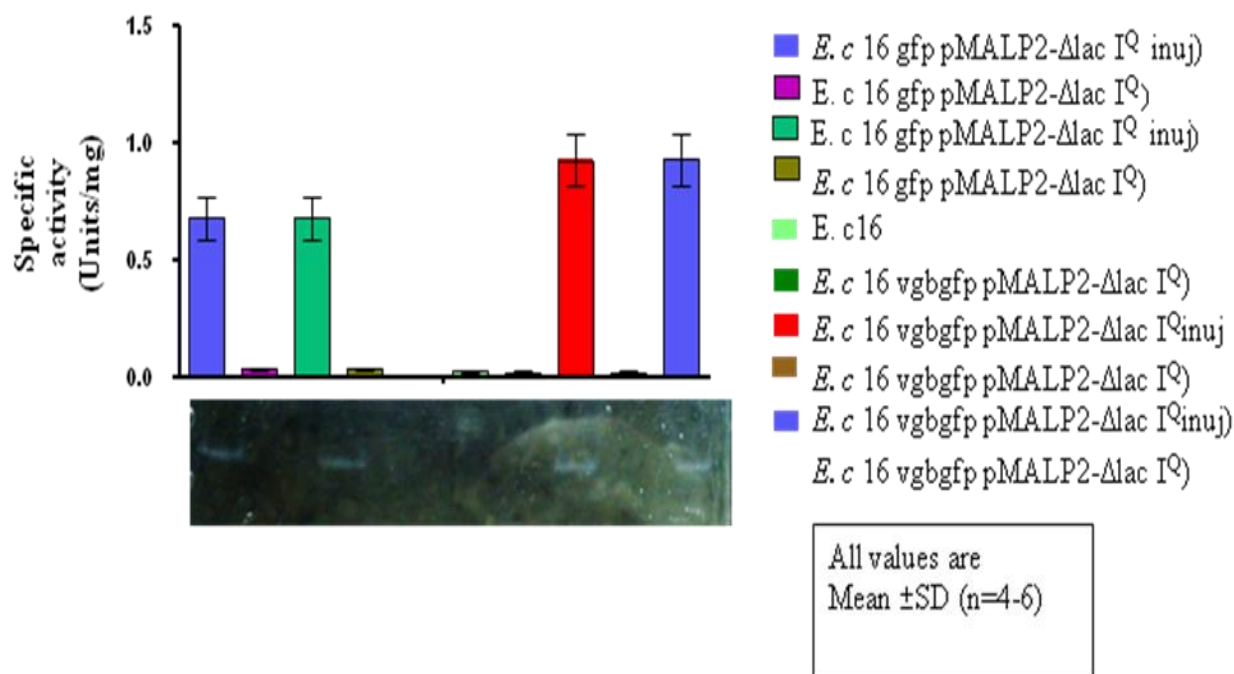 1.5
1.0
0.5
0.0
Specific
activity
(Units/mg)
E. c 16 gfp pMALP2-Δlac I^Q inuj)
E. c 16 gfp pMALP2-Δlac I^Q)
E. c 16 gfp pMALP2-Δlac I^Q inuj)
E. c 16 gfp pMALP2-Δlac I^Q)
E. c16
E. c 16 vgbgfp pMALP2-Δlac I^Q)
E. c 16 vgbgfp pMALP2-Δlac I^Qinuj
E. c 16 vgbgfp pMALP2-Δlac I^Q)
E. c 16 vgbgfp pMALP2-Δlac I^Qinuj)
E. c 16 vgbgfp pMALP2-Δlac I^Q)
All values are
Mean ±SD (n=4-6)